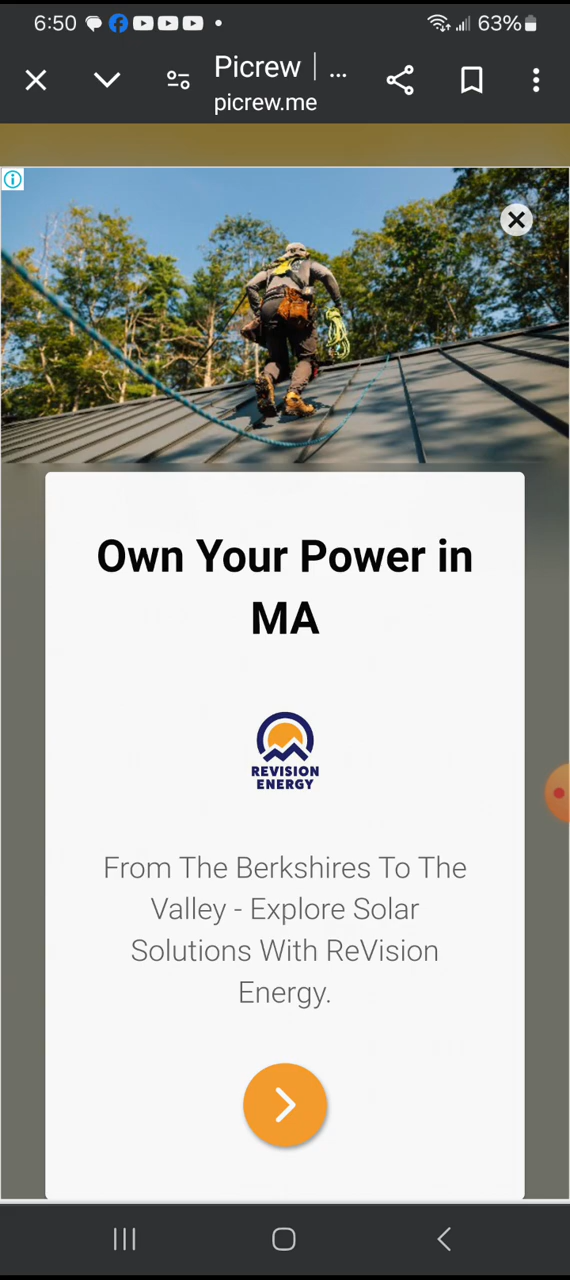 6:50
63%
Picrew | ...
picrew.me
Own Your Power in
MA
REVISION
ENERGY
From The Berkshires To The
Valley - Explore Solar
Solutions With ReVision
Energy.